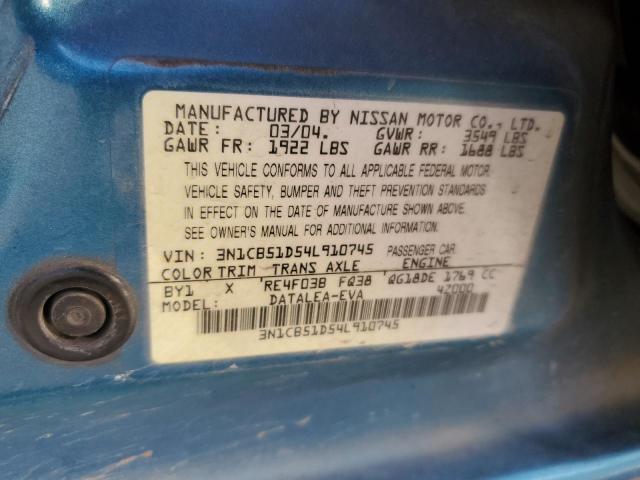 MANUFACTURED BY NISSAN MOTOR CO., LTD.
DATE: 03/04. GVWR: 3549 LBS
GAWR FR: 1922 LBS GAWR RR: 1688 LBS
THIS VEHICLE CONFORMS TO ALL APPLICABLE FEDERAL MOTOR
VEHICLE SAFETY, BUMPER AND THEFT PREVENTION STANDARDS
IN EFFECT ON THE DATE OF MANUFACTURE SHOWN ABOVE.
SEE OWNER'S MANUAL FOR ADDITIONAL INFORMATION.
VIN: 3N1CB51D54L910745 PASSENGER CAR
COLOR TRIM TRANS AXLE ENGINE
BY1 X RE4F03B FQ38 QG18DE 1769 CC
MODEL: DATALEA-EVA 4Z000
3N1CB51D54L910745